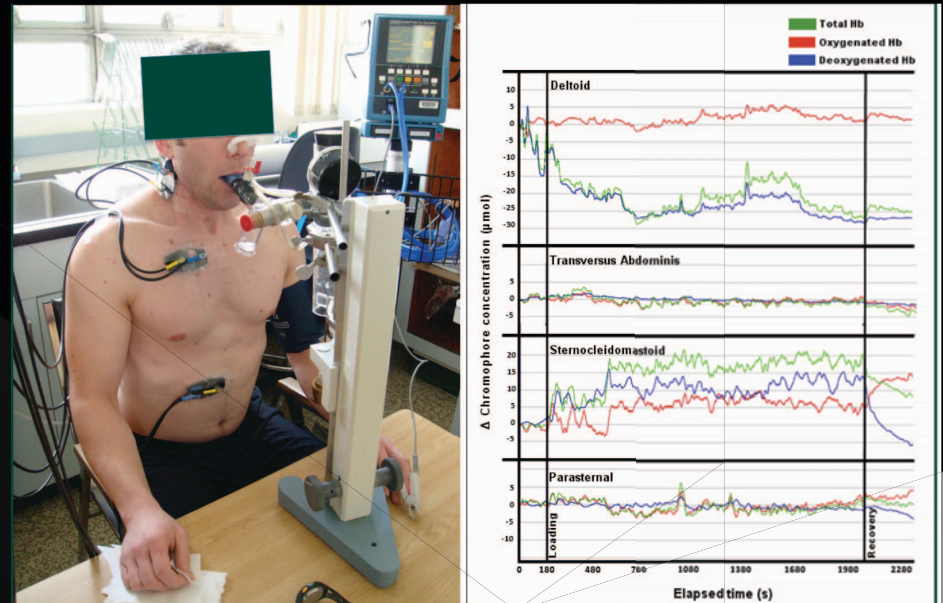 Total Hb
Oxygenated Hb
Deoxygenated Hb
Δ Chromophore concentration (µmol)
Deltoid
10
5
0
-5
-10
-15
-20
-25
-30
Transversus Abdominis
5
0
-5
Sternocleidomastoid
20
15
10
5
0
-5
Parasternal
5
0
-5
-10
Loading
Recovery
0 180 480 780 1080 1380 1680 1980 2280
Elapsed time (s)